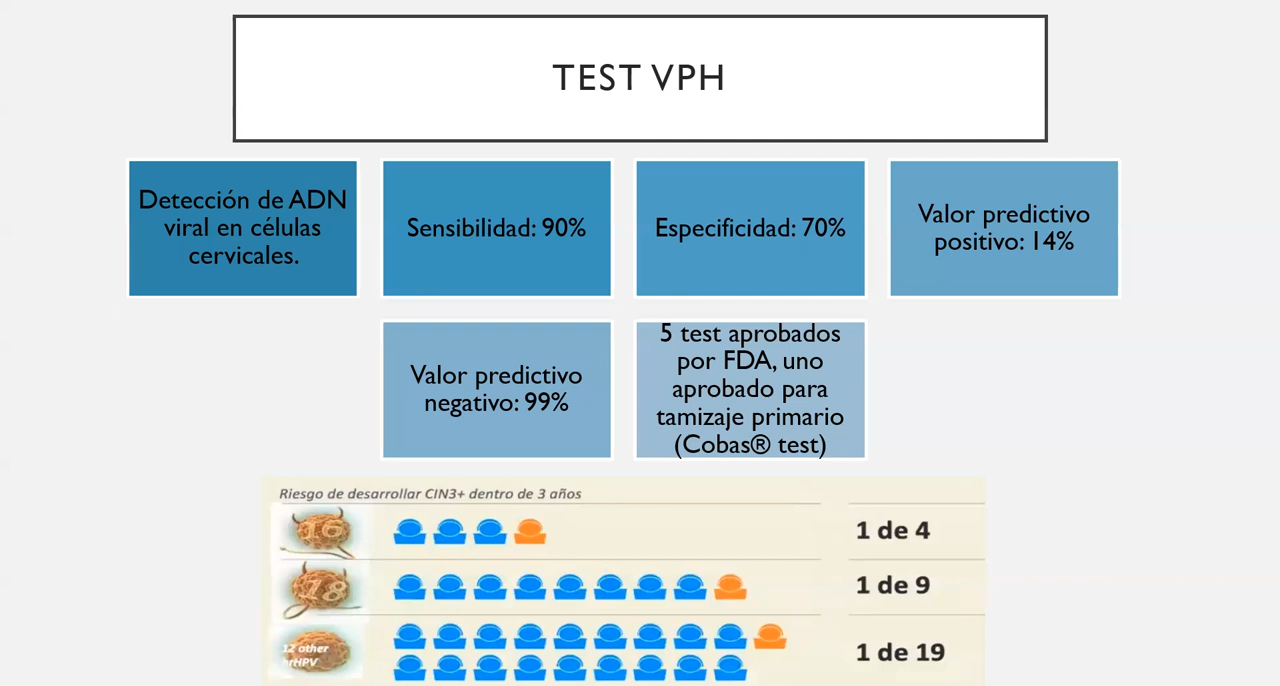 TEST VPH
Detección de ADN
viral en células
cervicales.
Sensibilidad: 90%
Especificidad: 70%
Valor predictivo
positivo: 14%
Valor predictivo
negativo: 99%
5 test aprobados
por FDA, uno
aprobado para
tamizaje primario
(Cobas® test)
Riesgo de desarrollar CIN3+ dentro de 3 años
16
1 de 4
18
1 de 9
12 other
hrHPV
1 de 19